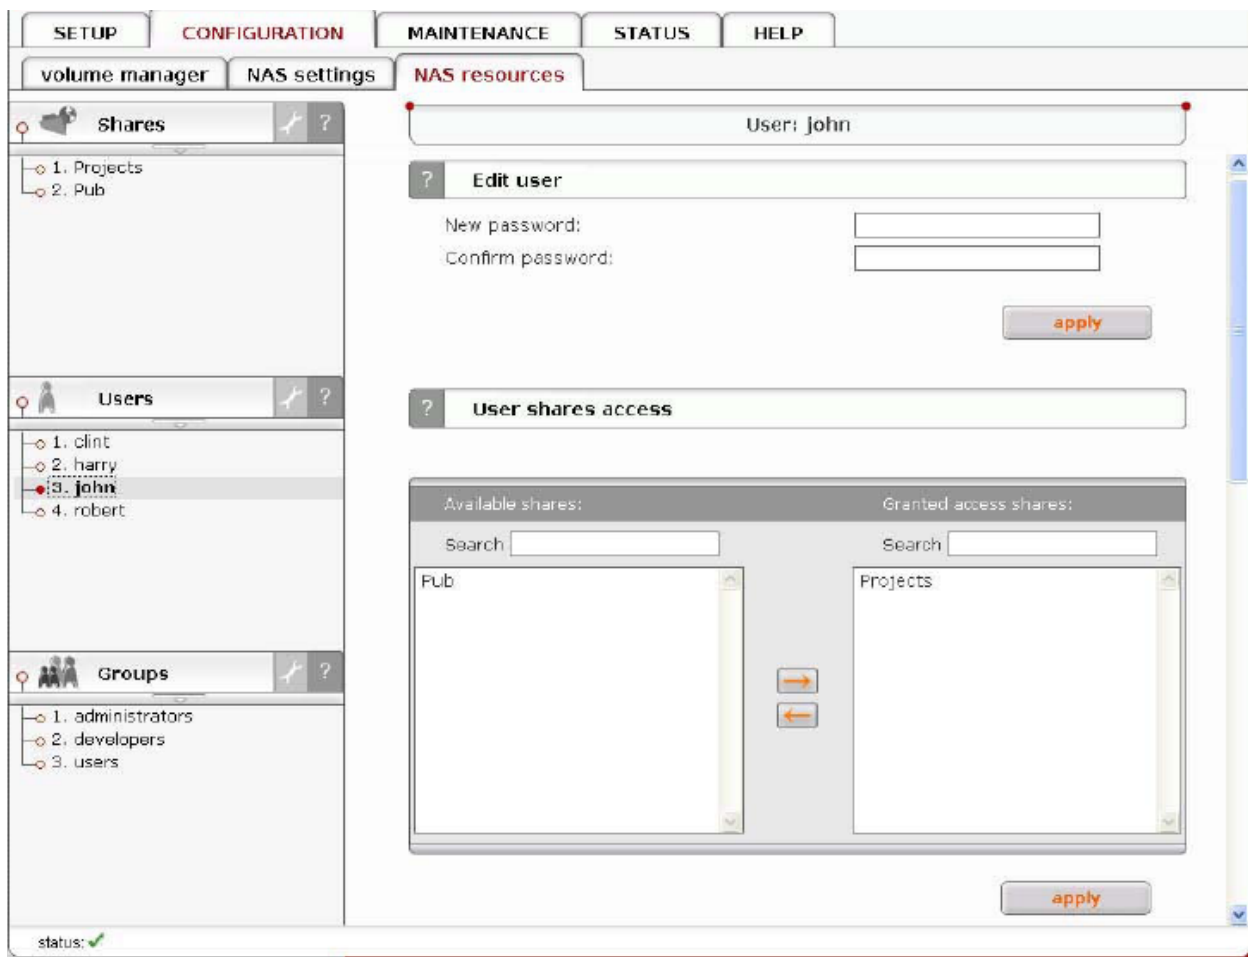 SETUP CONFIGURATION MAINTENANCE STATUS HELP
volume manager NAS settings NAS resources
Shares ?
1. Projects
2. Pub
Users ?
1. clint
2. harry
3. john
4. robert
Groups ?
1. administrators
2. developers
3. users
User: john
? Edit user
New password:
Confirm password:
apply
? User shares access
Available shares: Granted access shares:
Search Search
Pub Projects
apply
status: